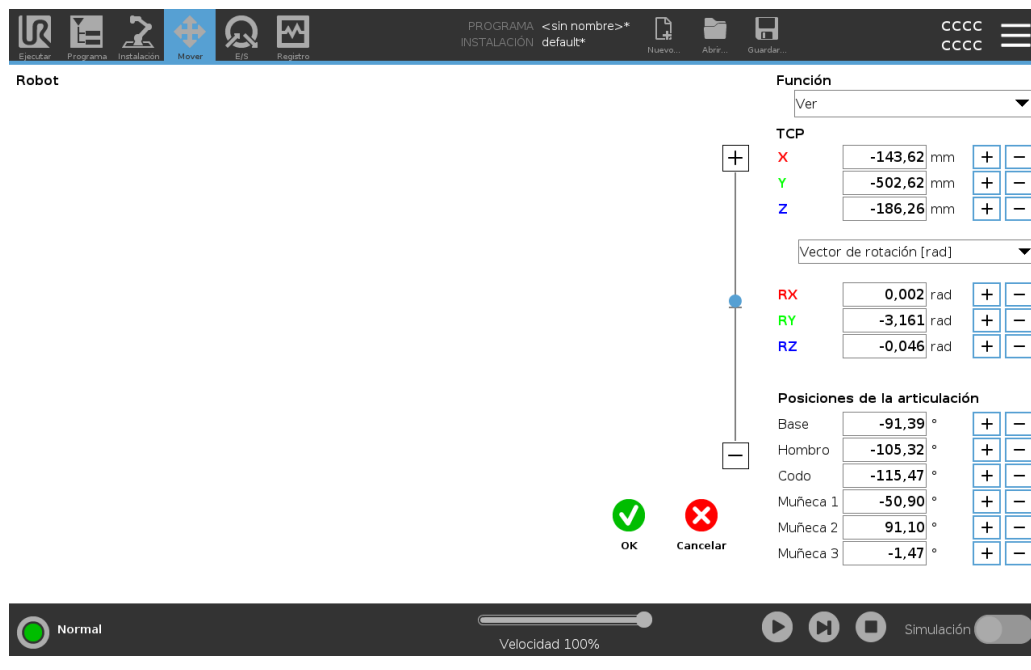 PROGRAMA <sin nombre>*
INSTALACIÓN default*
Nuevo... Abrir... Guardar...
CCCC
CCCC
UR
Ejecutar Programa Instalación Mover E/S Registro
Robot
Función
Ver
TCP
X -143,62 mm + −
Y -502,62 mm + −
Z -186,26 mm + −
Vector de rotación [rad]
RX 0,002 rad + −
RY -3,161 rad + −
RZ -0,046 rad + −
Posiciones de la articulación
Base -91,39 ° + −
Hombro -105,32 ° + −
Codo -115,47 ° + −
Muñeca 1 -50,90 ° + −
Muñeca 2 91,10 ° + −
Muñeca 3 -1,47 ° + −
+
−
OK Cancelar
Normal
Velocidad 100%
Simulación